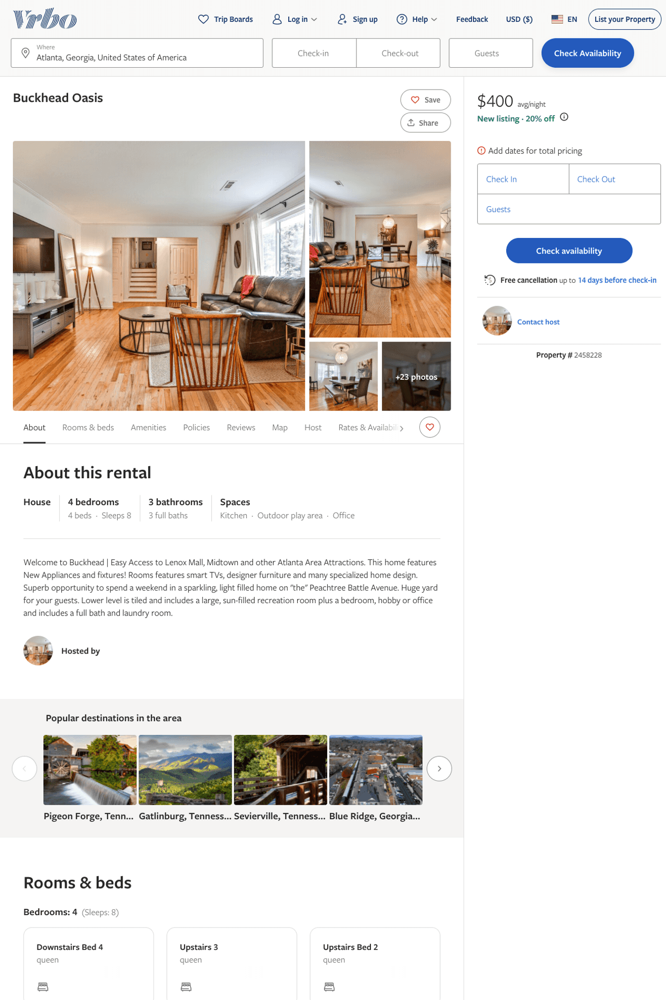 Vrbo
Trip Boards
Log in
Sign up
Help
Feedback
USD ($)
EN
List your Property
Where
Atlanta, Georgia, United States of America
Check-in
Check-out
Guests
Check Availability
Buckhead Oasis
Save
Share
+23 photos
$400 avg/night
New listing · 20% off
Add dates for total pricing
Check In
Check Out
Guests
Check availability
Free cancellation up to 14 days before check-in
Contact host
Property # 2458228
About
Rooms & beds
Amenities
Policies
Reviews
Map
Host
Rates & Availabili
About this rental
House
4 bedrooms
4 beds · Sleeps 8
3 bathrooms
3 full baths
Spaces
Kitchen · Outdoor play area · Office
Welcome to Buckhead | Easy Access to Lenox Mall, Midtown and other Atlanta Area Attractions. This home features
New Appliances and fixtures! Rooms features smart TVs, designer furniture and many specialized home design.
Superb opportunity to spend a weekend in a sparkling, light filled home on "the" Peachtree Battle Avenue. Huge yard
for your guests. Lower level is tiled and includes a large, sun-filled recreation room plus a bedroom, hobby or office
and includes a full bath and laundry room.
Hosted by
Popular destinations in the area
Pigeon Forge, Tenn...
Gatlinburg, Tenness...
Sevierville, Tenness...
Blue Ridge, Georgia...
Rooms & beds
Bedrooms: 4 (Sleeps: 8)
Downstairs Bed 4
queen
Upstairs 3
queen
Upstairs Bed 2
queen